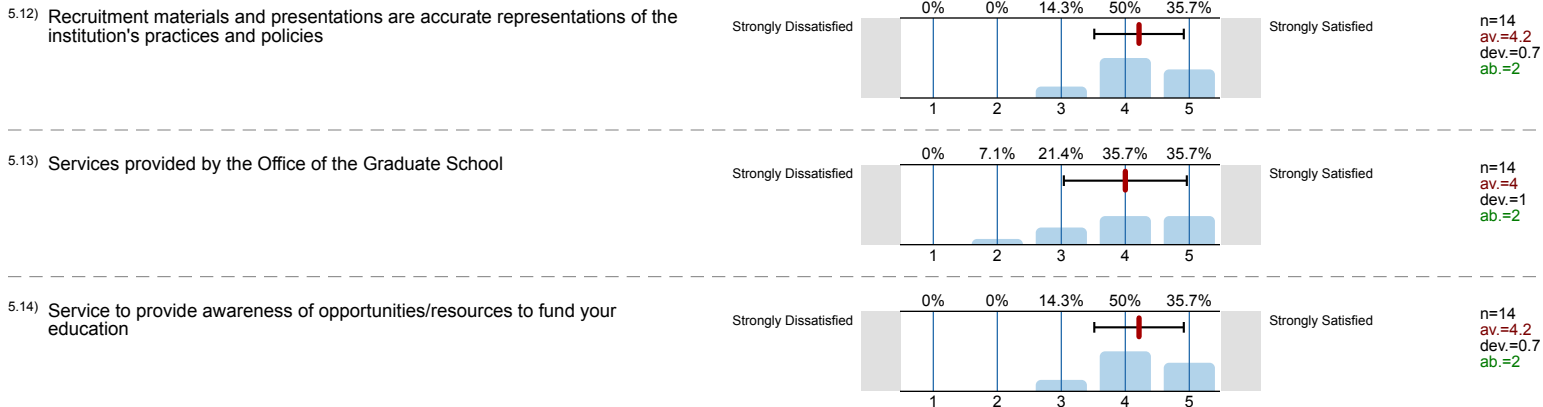 5.12) Recruitment materials and presentations are accurate representations of the
institution's practices and policies
0% 0% 14.3% 50% 35.7%
Strongly Dissatisfied
Strongly Satisfied
n=14
av.=4.2
dev.=0.7
ab.=2
1 2 3 4 5
5.13) Services provided by the Office of the Graduate School
0% 7.1% 21.4% 35.7% 35.7%
Strongly Dissatisfied
Strongly Satisfied
n=14
av.=4
dev.=1
ab.=2
1 2 3 4 5
5.14) Service to provide awareness of opportunities/resources to fund your
education
0% 0% 14.3% 50% 35.7%
Strongly Dissatisfied
Strongly Satisfied
n=14
av.=4.2
dev.=0.7
ab.=2
1 2 3 4 5